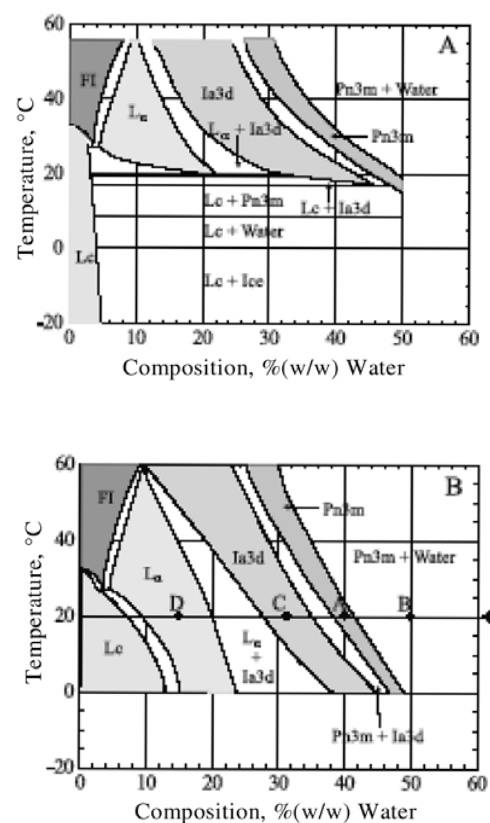 A
Temperature, °C
60
40
20
0
-20
FI
Lα
Ia3d
Pn3m + Water
Lα + Ia3d
Pn3m
Lc + Pn3m
Lc + Ia3d
Lc + Water
Lc
Lc + Ice
0 10 20 30 40 50 60
Composition, %(w/w) Water
B
Temperature, °C
60
40
20
0
-20
FI
Pn3m
Lα
Ia3d
Pn3m + Water
D C A B
Lc
Lα
+
Ia3d
Pn3m + Ia3d
0 10 20 30 40 50 60
Composition, %(w/w) Water